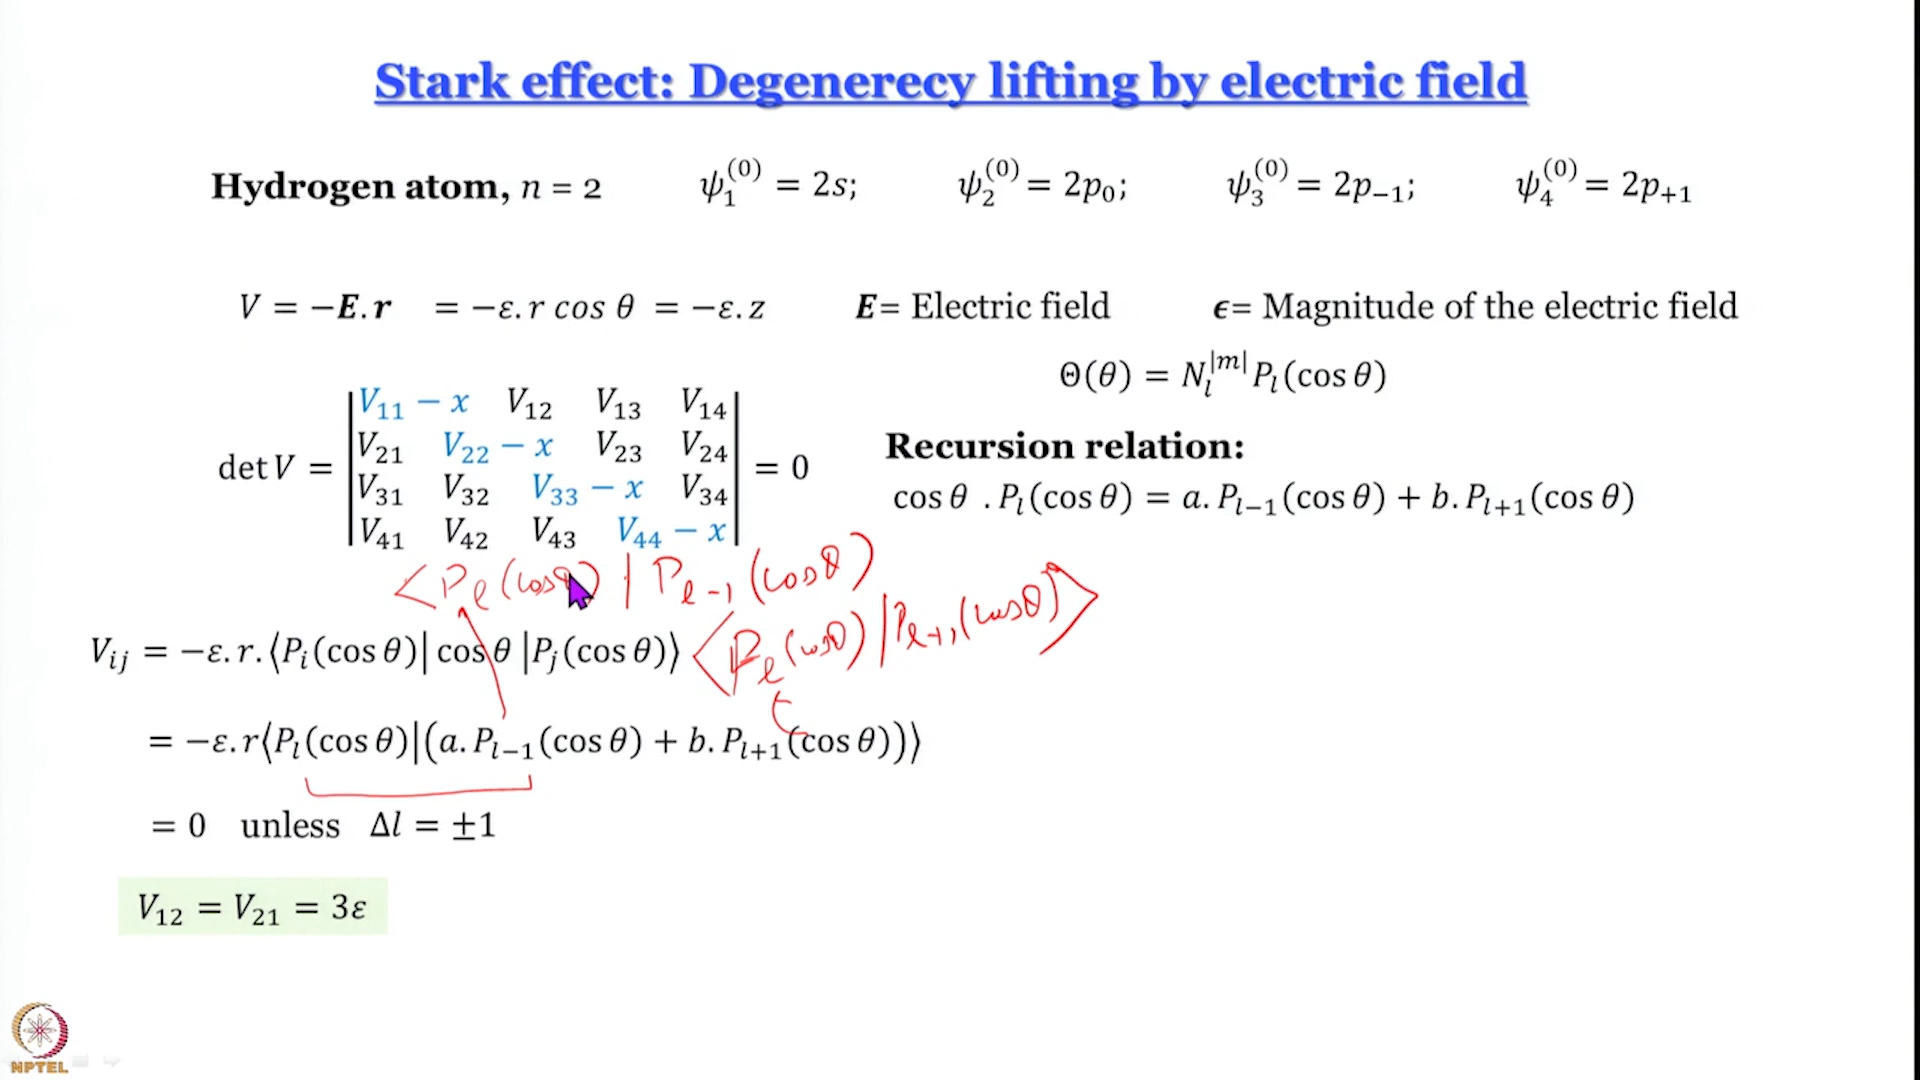 Stark effect: Degenerecy lifting by electric field
Hydrogen atom, n = 2 ψ₁⁽⁰⁾ = 2s; ψ₂⁽⁰⁾ = 2p₀; ψ₃⁽⁰⁾ = 2p₋₁; ψ₄⁽⁰⁾ = 2p₊₁
V = −E.r = −ε.r cos θ = −ε.z E= Electric field ϵ= Magnitude of the electric field
Θ(θ) = N_l^|m| P_l(cos θ)
det V = | V₁₁ − x V₁₂ V₁₃ V₁₄ |
| V₂₁ V₂₂ − x V₂₃ V₂₄ |
| V₃₁ V₃₂ V₃₃ − x V₃₄ |
| V₄₁ V₄₂ V₄₃ V₄₄ − x | = 0
Recursion relation:
cos θ . P_l(cos θ) = a. P_{l−1}(cos θ) + b. P_{l+1}(cos θ)
<P_l (cosθ) | P_{l−1} (cosθ)
V_ij = −ε. r. ⟨P_i(cos θ)| cos θ |P_j(cos θ)⟩ <P_l (cosθ) | P_{l+1} (cosθ)>
= −ε. r⟨P_l(cos θ)|(a. P_{l−1}(cos θ) + b. P_{l+1}(cos θ))⟩
= 0 unless Δl = ±1
V₁₂ = V₂₁ = 3ε
NPTEL